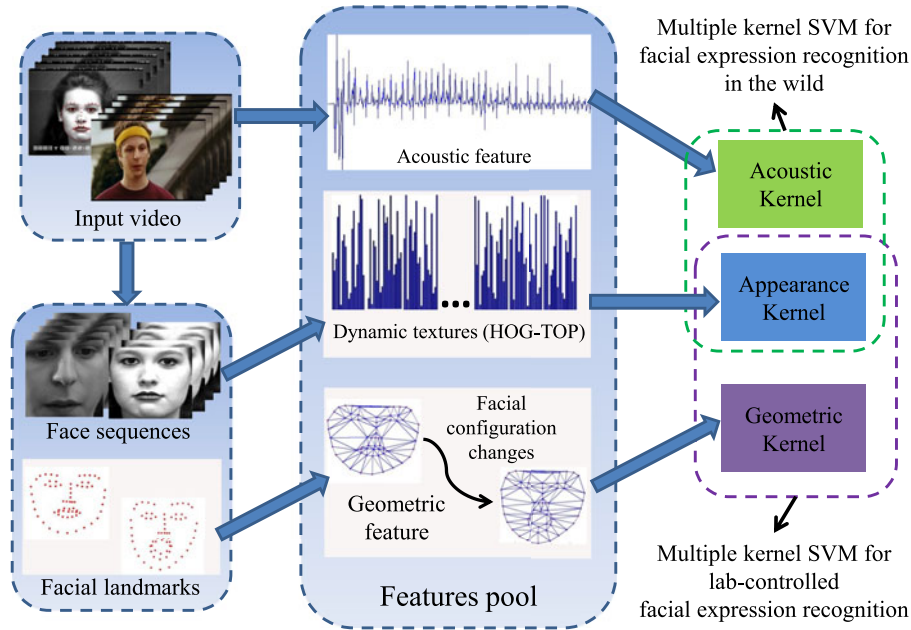 Input video
Face sequences
Facial landmarks
Acoustic feature
Dynamic textures (HOG-TOP)
Facial
configuration
changes
Geometric
feature
Features pool
Multiple kernel SVM for
facial expression recognition
in the wild
Acoustic
Kernel
Appearance
Kernel
Geometric
Kernel
Multiple kernel SVM for
lab-controlled
facial expression recognition